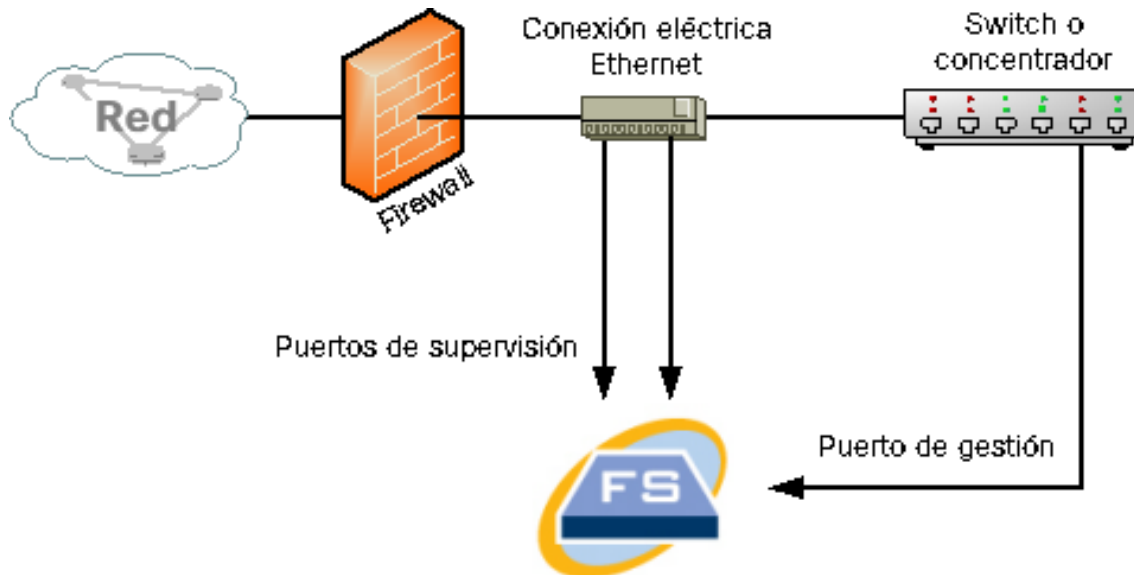 Conexión eléctrica
Ethernet
Switch o
concentrador
Red
Firewall
Puertos de supervisión
Puerto de gestión
FS